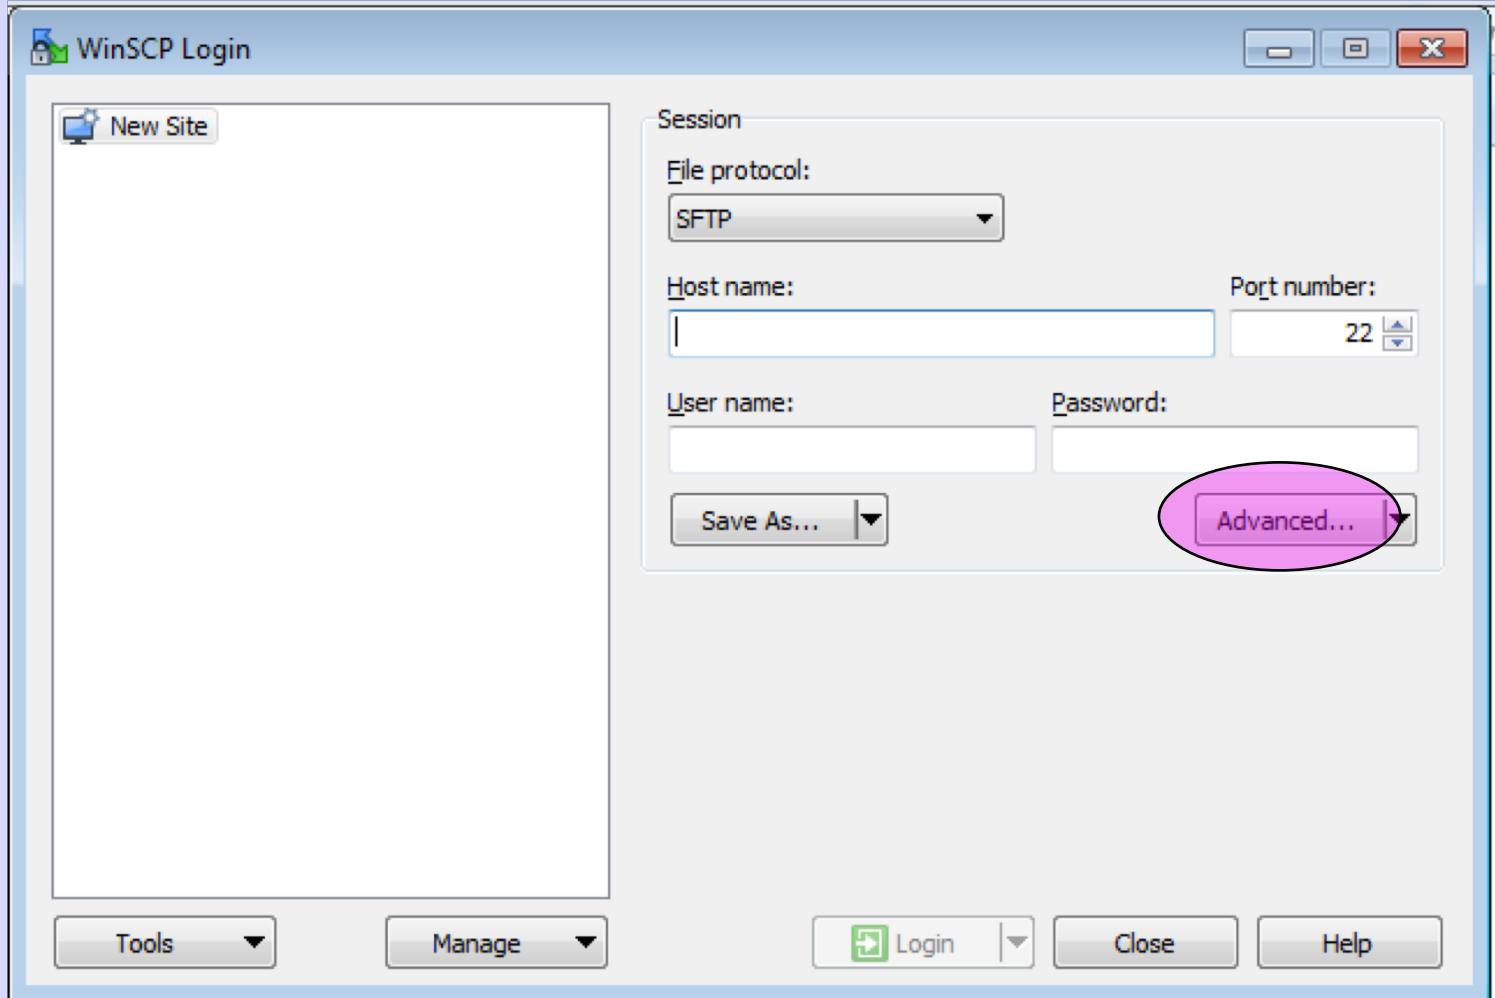 WinSCP Login
New Site
Session
File protocol:
SFTP
Host name:
Port number:
22
User name:
Password:
Save As...
Advanced...
Tools
Manage
Login
Close
Help